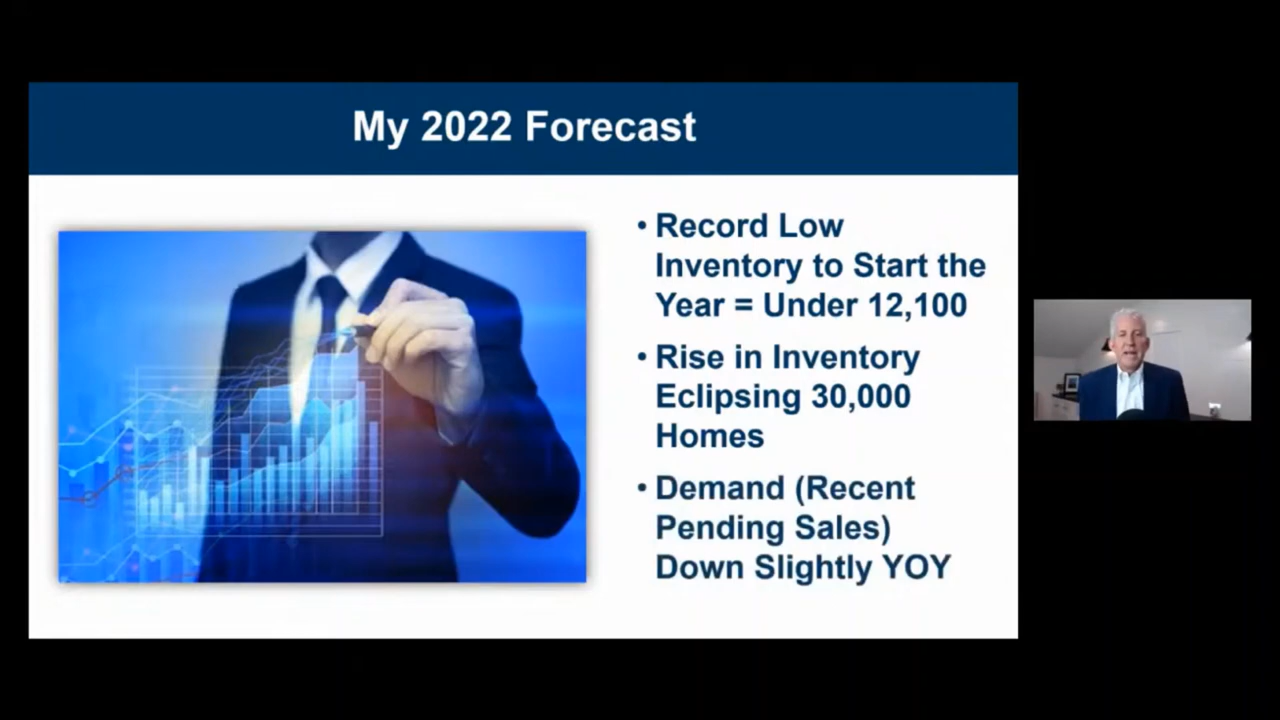 My 2022 Forecast
• Record Low
Inventory to Start the
Year = Under 12,100
• Rise in Inventory
Eclipsing 30,000
Homes
• Demand (Recent
Pending Sales)
Down Slightly YOY